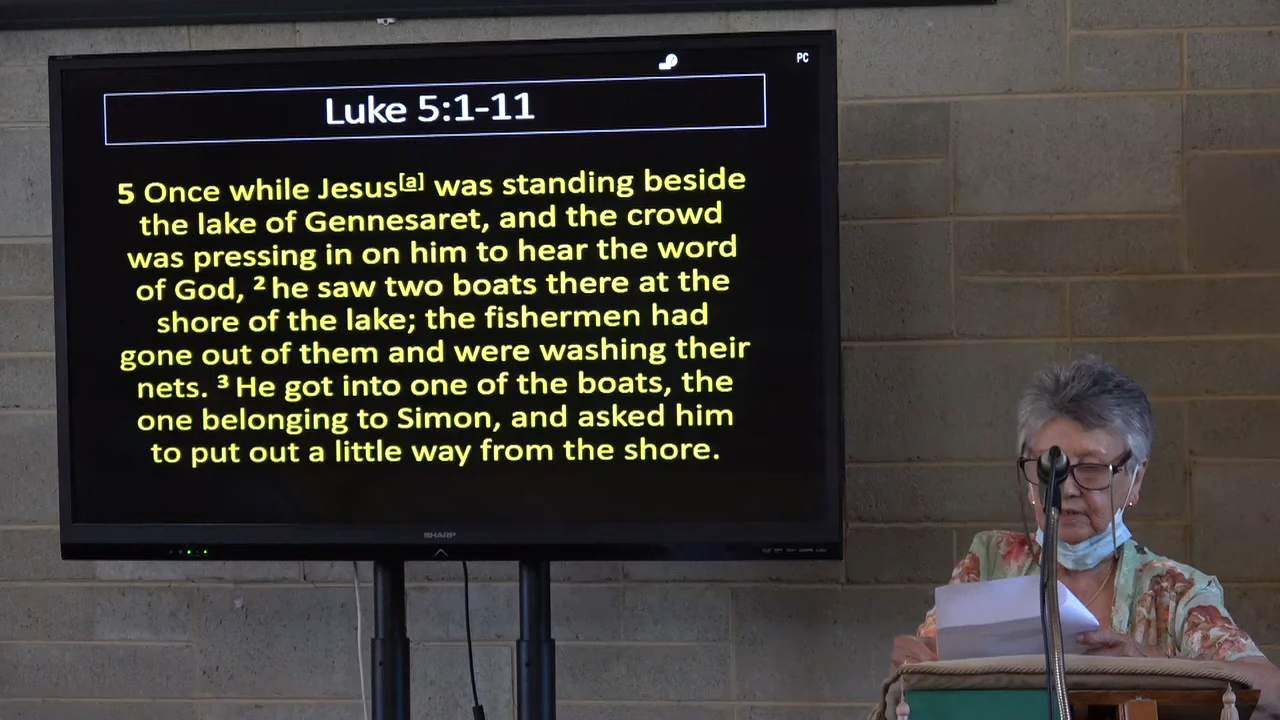 PC
Luke 5:1-11
5 Once while Jesus[a] was standing beside
the lake of Gennesaret, and the crowd
was pressing in on him to hear the word
of God, ² he saw two boats there at the
shore of the lake; the fishermen had
gone out of them and were washing their
nets. ³ He got into one of the boats, the
one belonging to Simon, and asked him
to put out a little way from the shore.
SHARP